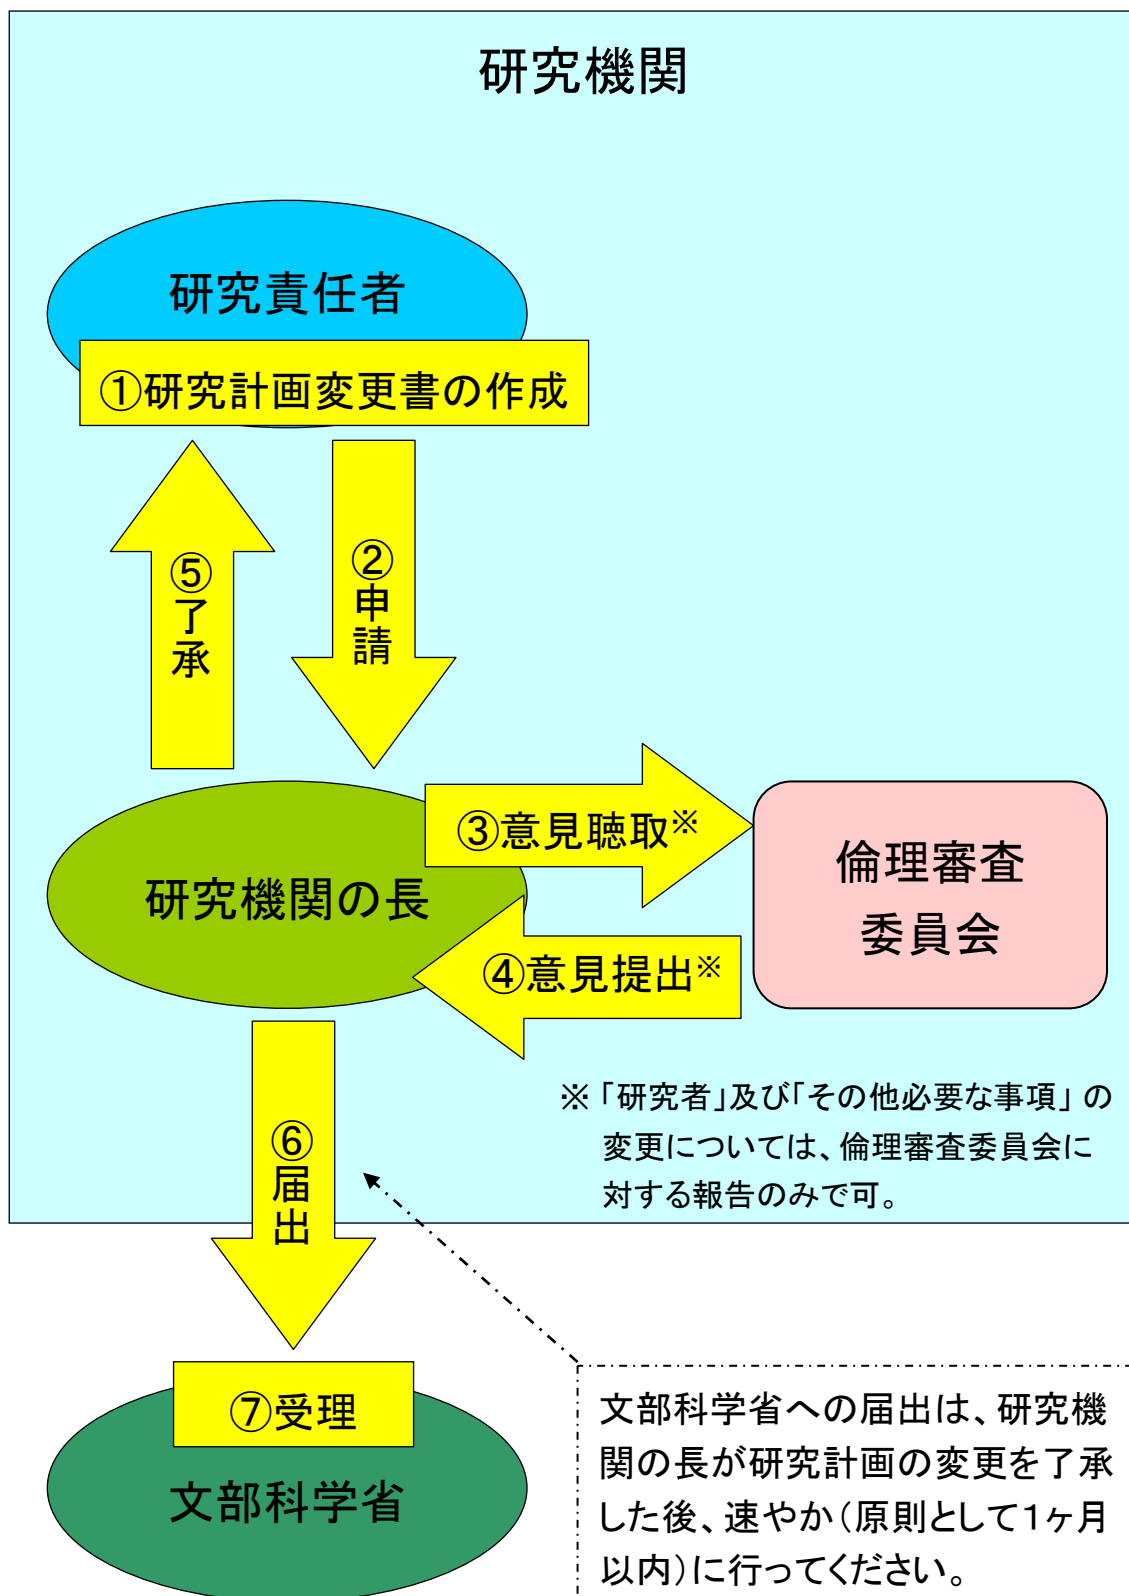 研究機関
研究責任者
①研究計画変更書の作成
⑤了承
②申請
③意見聴取※
倫理審査
委員会
研究機関の長
④意見提出※
※「研究者」及び「その他必要な事項」の
変更については、倫理審査委員会に
対する報告のみで可。
⑥届出
⑦受理
文部科学省
文部科学省への届出は、研究機
関の長が研究計画の変更を了承
した後、速やか(原則として1ヶ月
以内)に行ってください。